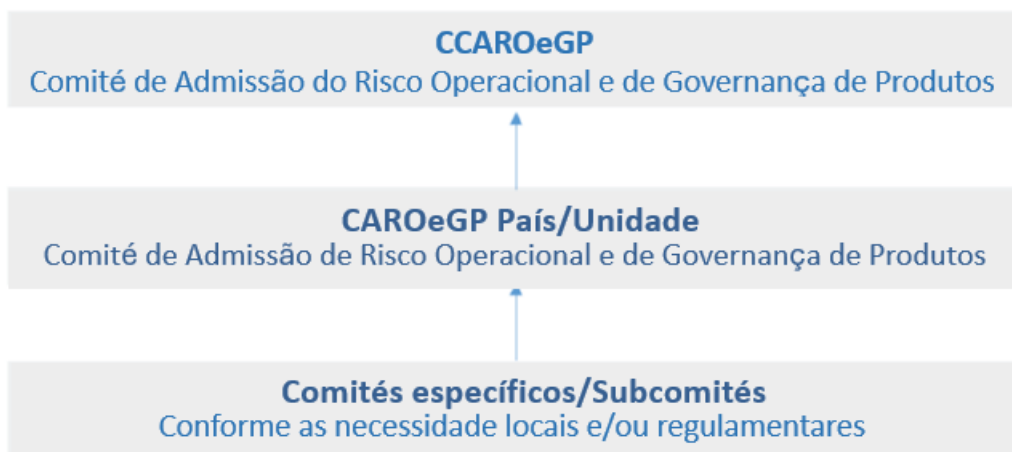 CCAROeGP
Comité de Admissão do Risco Operacional e de Governança de Produtos
CAROeGP País/Unidade
Comité de Admissão de Risco Operacional e de Governança de Produtos
Comités específicos/Subcomités
Conforme as necessidade locais e/ou regulamentares